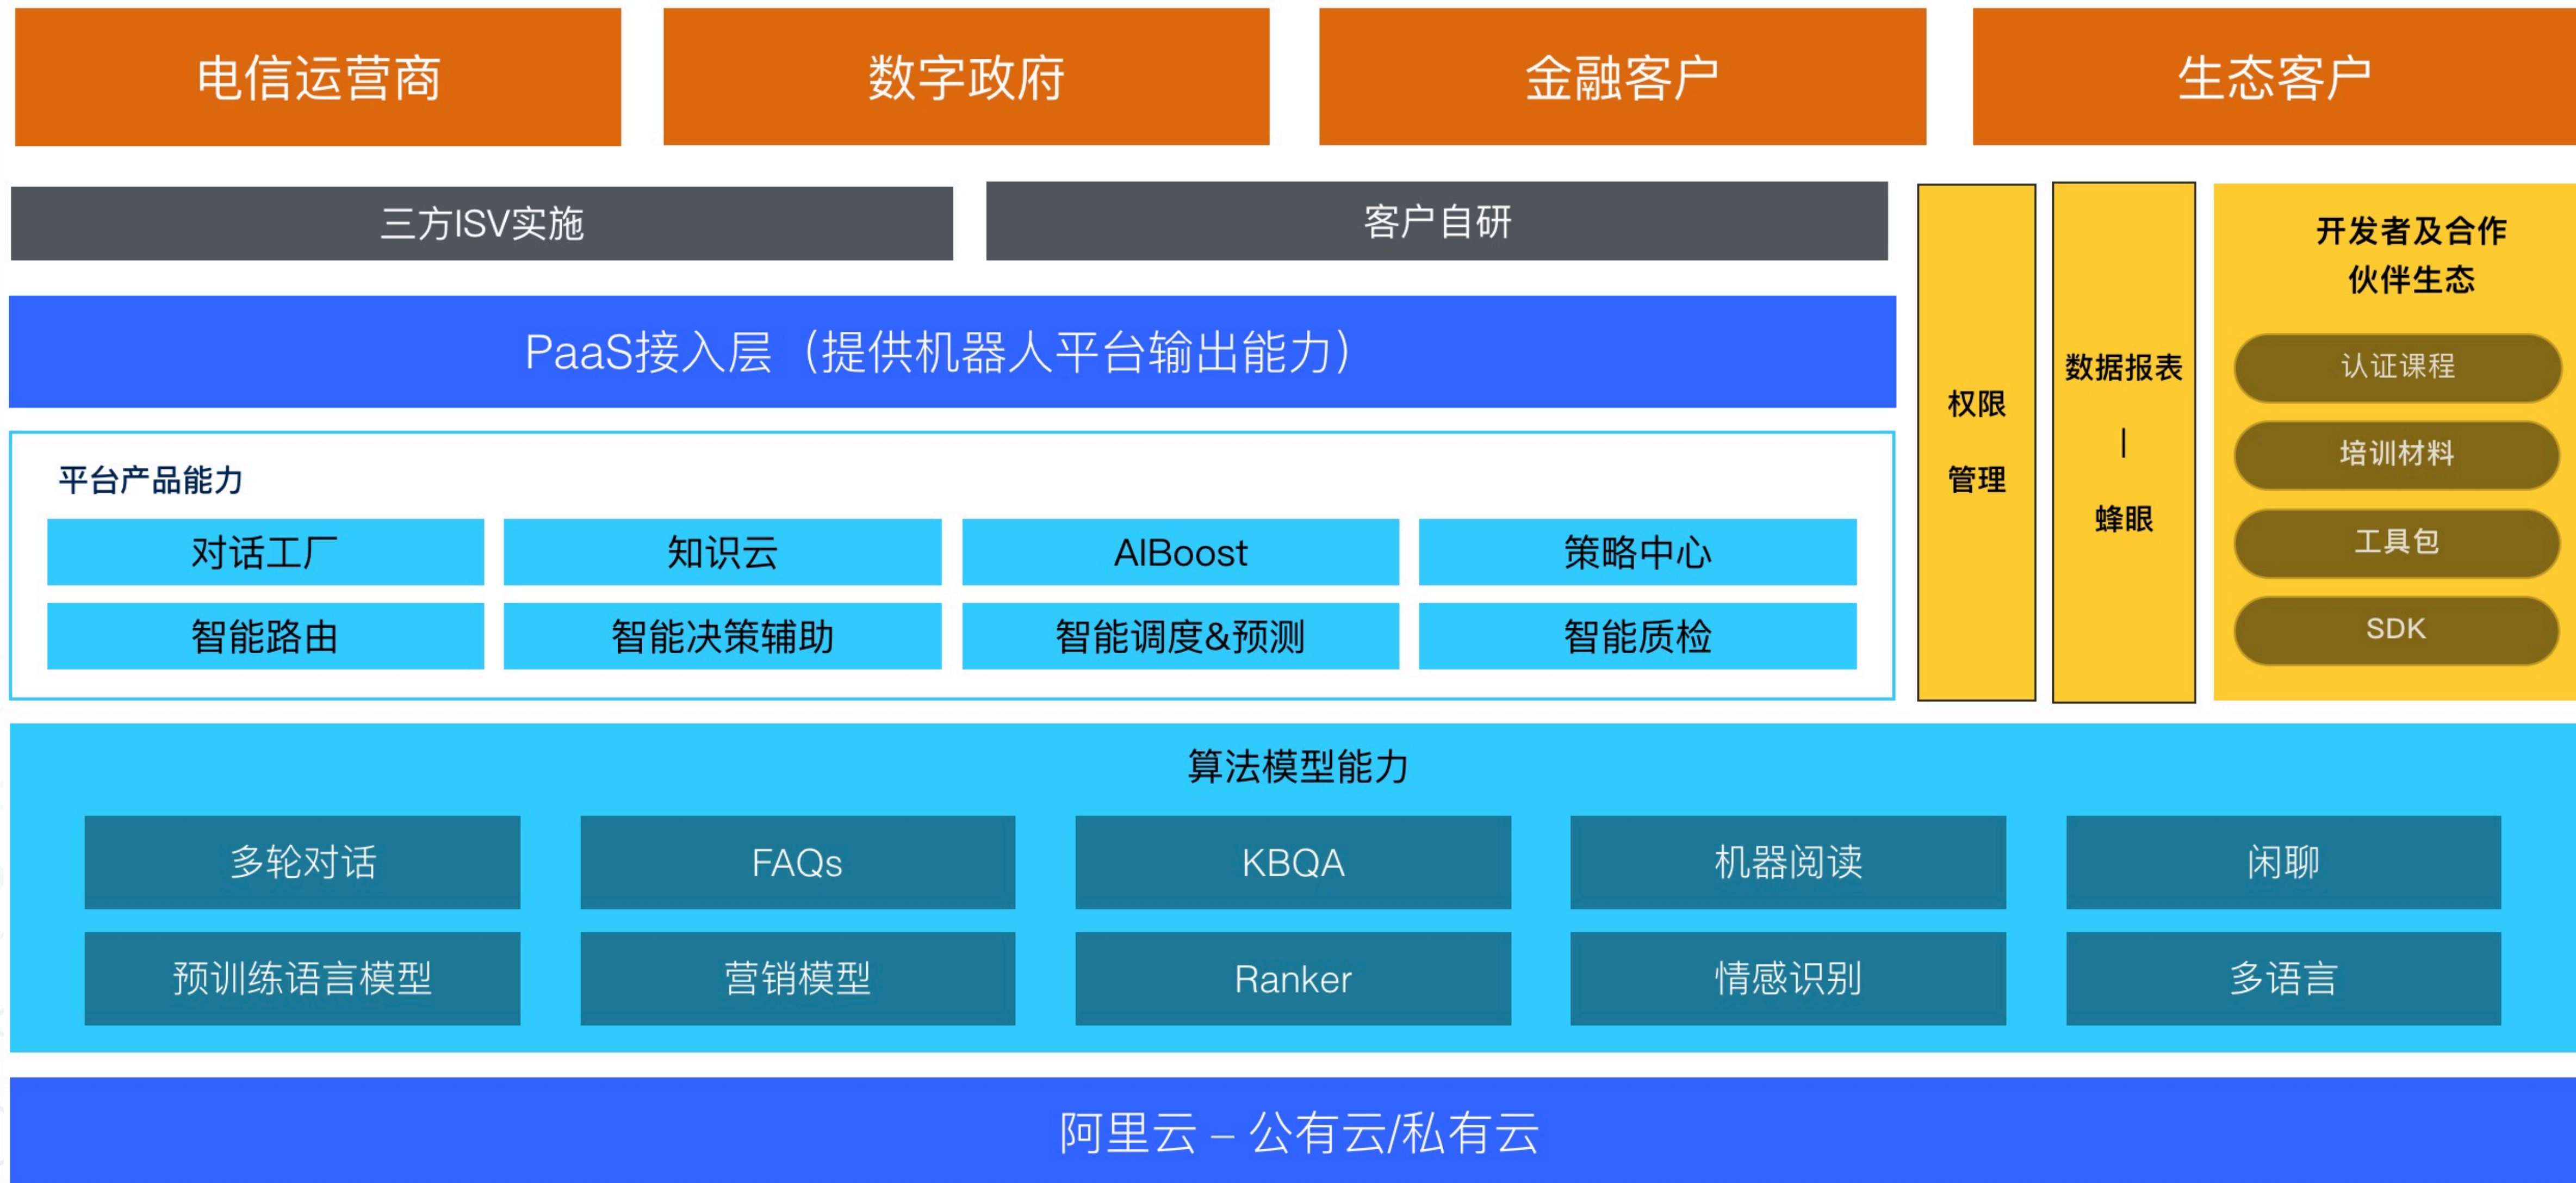 电信运营商
数字政府
金融客户
生态客户
三方ISV实施
客户自研
PaaS接入层（提供机器人平台输出能力）
平台产品能力
对话工厂
知识云
AIBoost
策略中心
智能路由
智能决策辅助
智能调度&预测
智能质检
权限
管理
数据报表
|
蜂眼
开发者及合作
伙伴生态
认证课程
培训材料
工具包
SDK
算法模型能力
多轮对话
FAQs
KBQA
机器阅读
闲聊
预训练语言模型
营销模型
Ranker
情感识别
多语言
阿里云 – 公有云/私有云